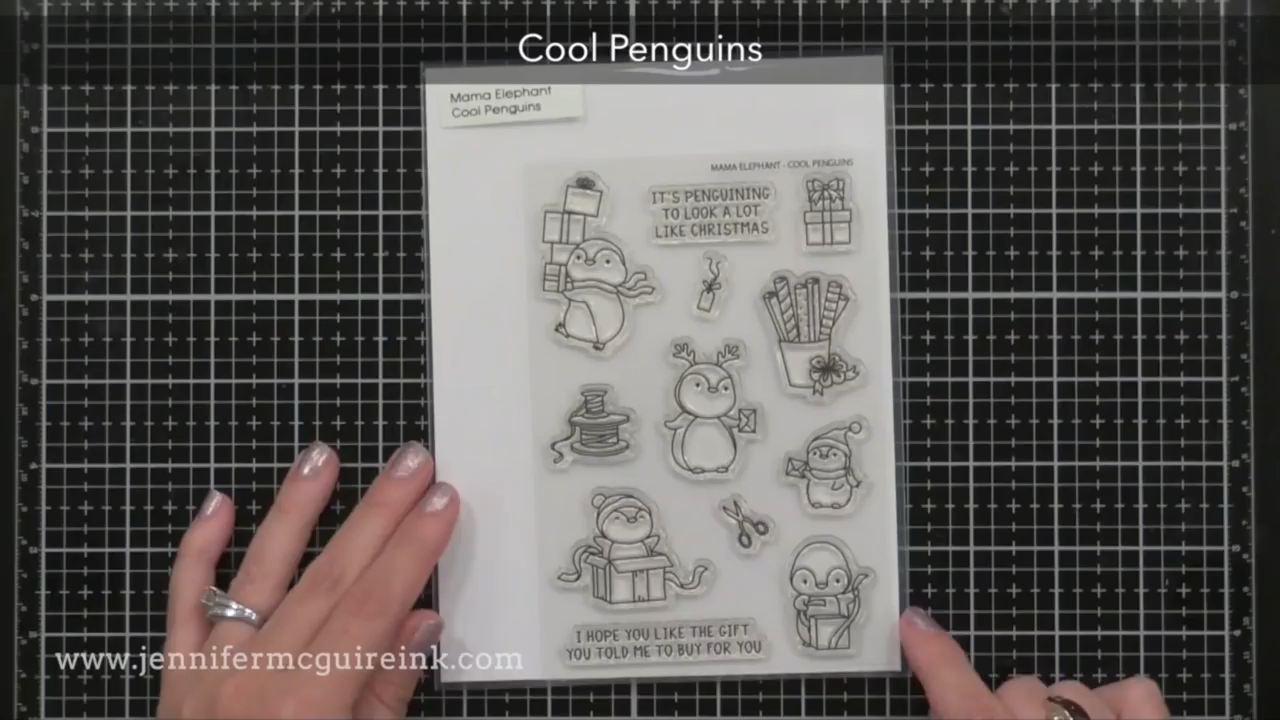 Cool Penguins
Mama Elephant
Cool Penguins
MAMA ELEPHANT - COOL PENGUINS
IT'S PENGUINING
TO LOOK A LOT
LIKE CHRISTMAS
I HOPE YOU LIKE THE GIFT
YOU TOLD ME TO BUY FOR YOU
www.jennifermcguireink.com